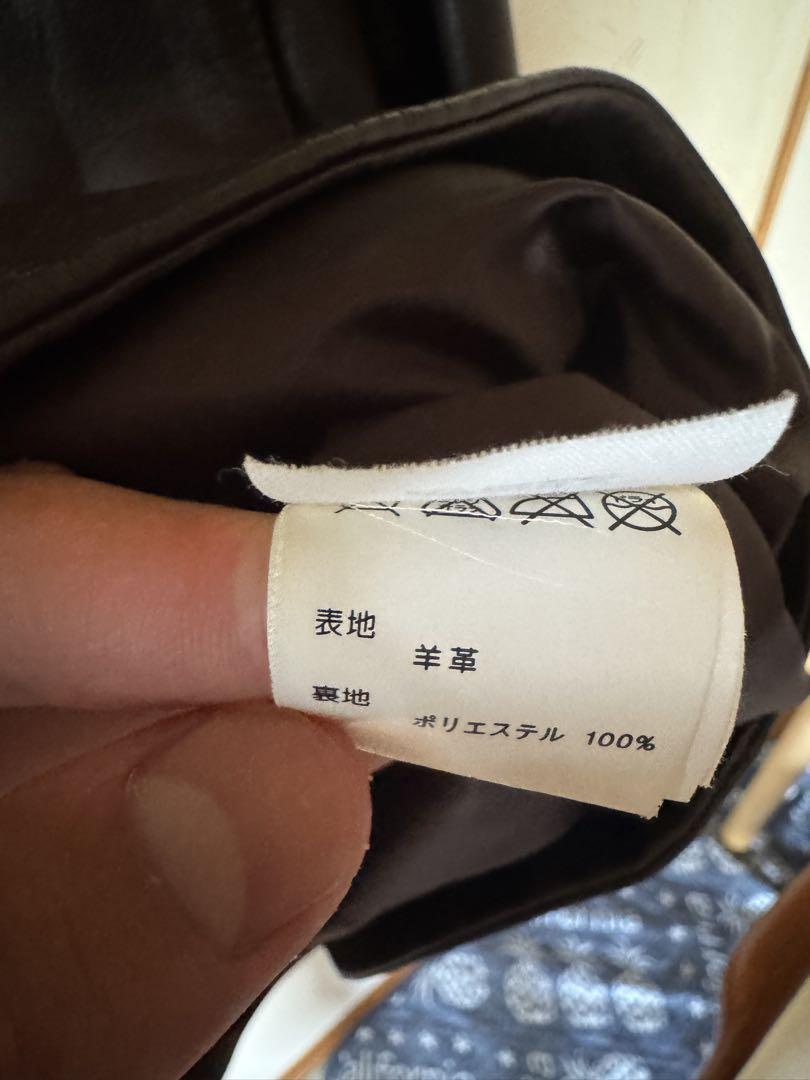 表地
羊革
裏地
ポリエステル 100%